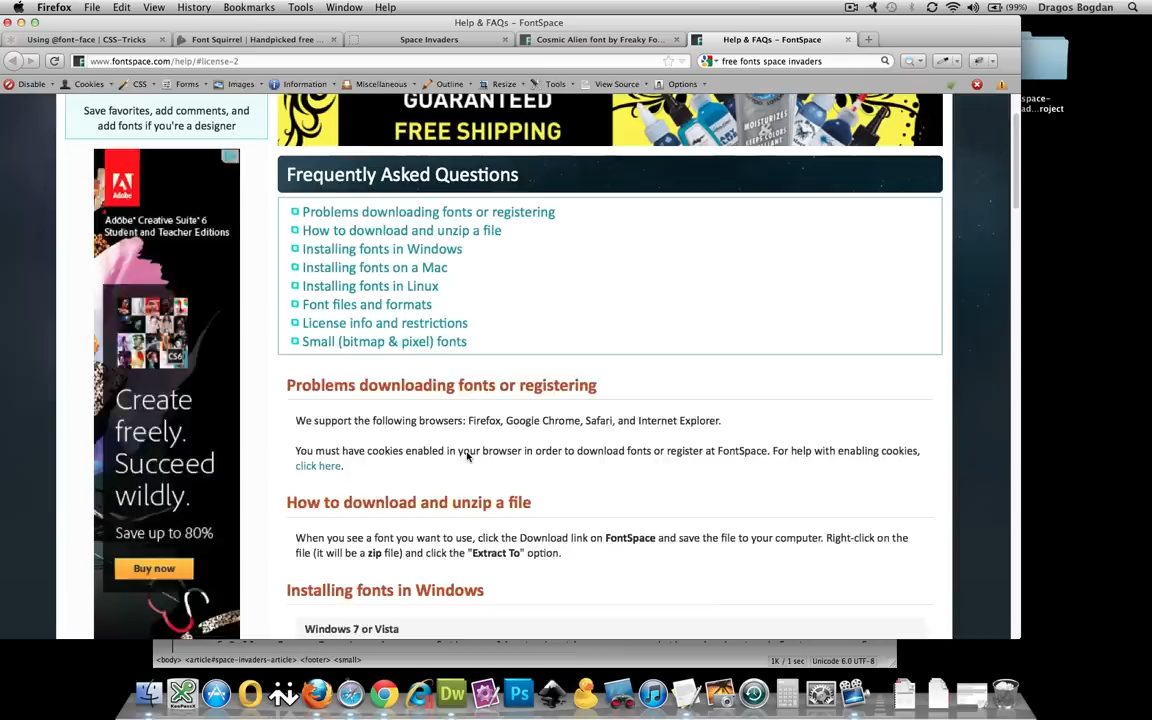 Firefox File Edit View History Bookmarks Tools Window Help (99%) Dragos Bogdan
Help & FAQs – FontSpace
Using @font-face | CSS-Tricks Font Squirrel | Handpicked free ... Space Invaders Cosmic Alien font by Freaky Fo... Help & FAQs – FontSpace
www.fontspace.com/help/#license-2 free fonts space invaders
Disable Cookies CSS Forms Images Information Miscellaneous Outline Resize Tools View Source Options
space-
ad...roject
Save favorites, add comments, and
add fonts if you're a designer
GUARANTEED
FREE SHIPPING
Adobe
Adobe® Creative Suite® 6
Student and Teacher Editions
CS6
Create
freely.
Succeed
wildly.
Save up to 80%
Buy now
Frequently Asked Questions
Problems downloading fonts or registering
How to download and unzip a file
Installing fonts in Windows
Installing fonts on a Mac
Installing fonts in Linux
Font files and formats
License info and restrictions
Small (bitmap & pixel) fonts
Problems downloading fonts or registering
We support the following browsers: Firefox, Google Chrome, Safari, and Internet Explorer.
You must have cookies enabled in your browser in order to download fonts or register at FontSpace. For help with enabling cookies,
click here.
How to download and unzip a file
When you see a font you want to use, click the Download link on FontSpace and save the file to your computer. Right-click on the
file (it will be a zip file) and click the "Extract To" option.
Installing fonts in Windows
Windows 7 or Vista
<body> <article#space-invaders-article> <footer> <small> 1K / 1 sec Unicode 6.0 UTF-8
Dw Ps